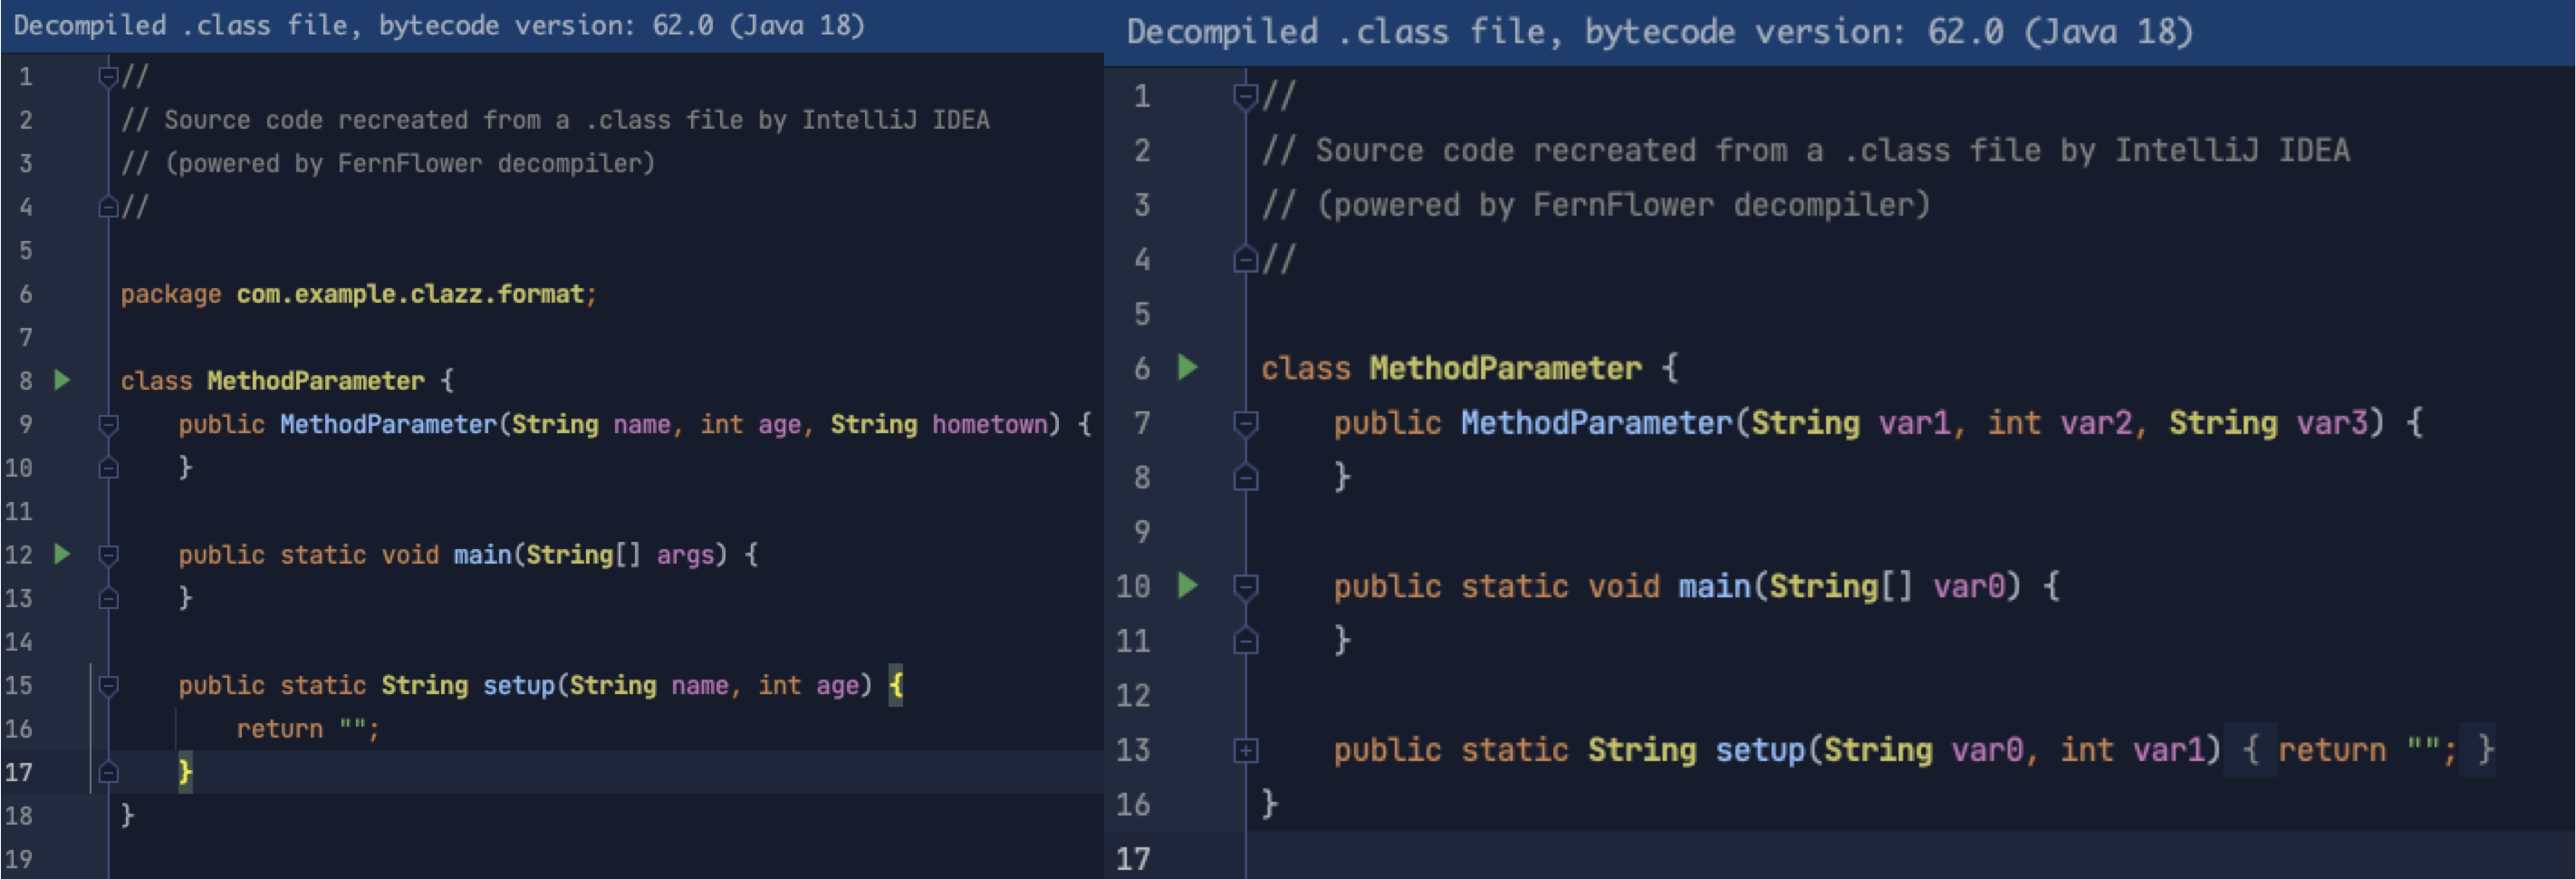 Decompiled .class file, bytecode version: 62.0 (Java 18)
1 //
2 // Source code recreated from a .class file by IntelliJ IDEA
3 // (powered by FernFlower decompiler)
4 //
5
6 package com.example.clazz.format;
7
8 class MethodParameter {
9 public MethodParameter(String name, int age, String hometown) {
10 }
11
12 public static void main(String[] args) {
13 }
14
15 public static String setup(String name, int age) {
16 return "";
17 }
18 }
19
Decompiled .class file, bytecode version: 62.0 (Java 18)
1 //
2 // Source code recreated from a .class file by IntelliJ IDEA
3 // (powered by FernFlower decompiler)
4 //
5
6 class MethodParameter {
7 public MethodParameter(String var1, int var2, String var3) {
8 }
9
10 public static void main(String[] var0) {
11 }
12
13 public static String setup(String var0, int var1) { return ""; }
16 }
17